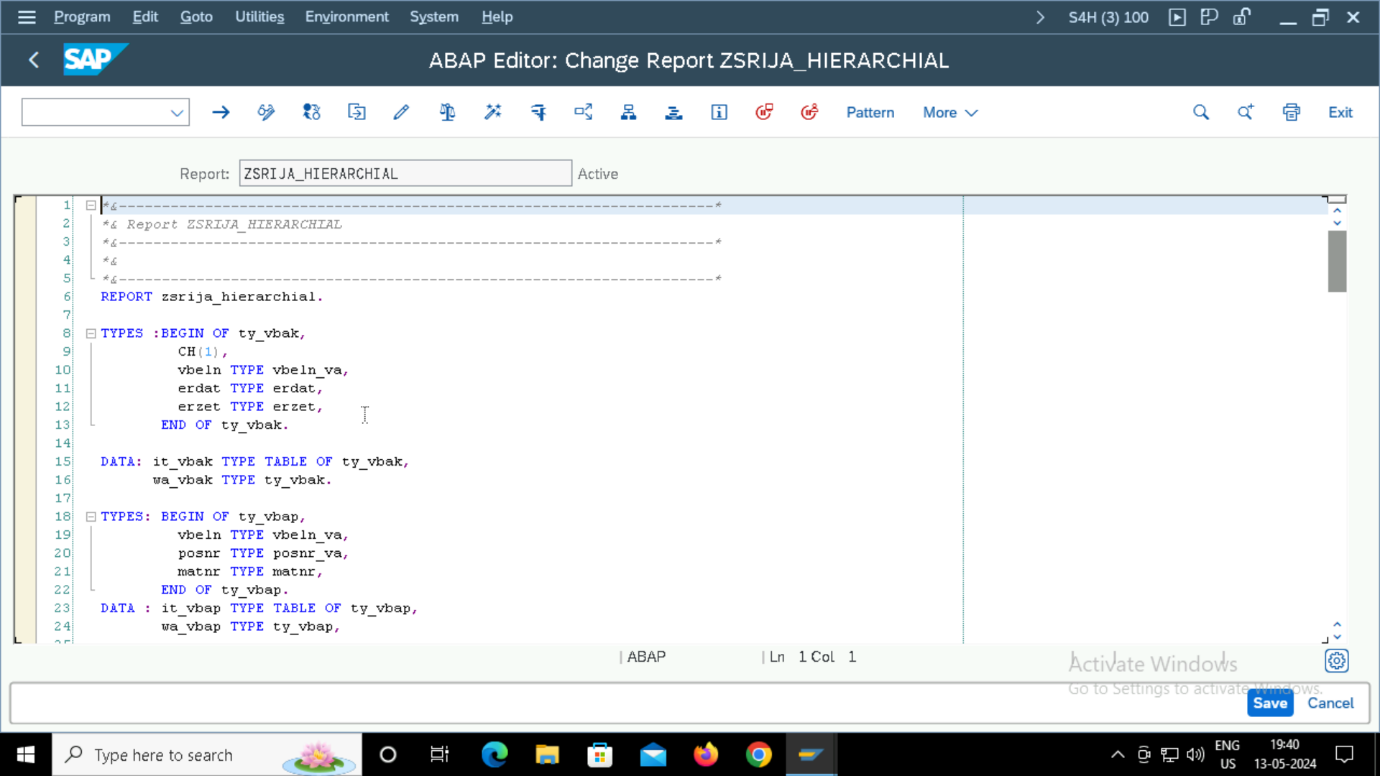 Program Edit Goto Utilities Environment System Help S4H (3) 100
SAP ABAP Editor: Change Report ZSRIJA_HIERARCHIAL
Pattern More Exit
Report: ZSRIJA_HIERARCHIAL Active
1 *&---------------------------------------------------------------------*
2 *& Report ZSRIJA_HIERARCHIAL
3 *&---------------------------------------------------------------------*
4 *&
5 *&---------------------------------------------------------------------*
6 REPORT zsrija_hierarchial.
7
8 TYPES :BEGIN OF ty_vbak,
9 CH(1),
10 vbeln TYPE vbeln_va,
11 erdat TYPE erdat,
12 erzet TYPE erzet,
13 END OF ty_vbak.
14
15 DATA: it_vbak TYPE TABLE OF ty_vbak,
16 wa_vbak TYPE ty_vbak.
17
18 TYPES: BEGIN OF ty_vbap,
19 vbeln TYPE vbeln_va,
20 posnr TYPE posnr_va,
21 matnr TYPE matnr,
22 END OF ty_vbap.
23 DATA : it_vbap TYPE TABLE OF ty_vbap,
24 wa_vbap TYPE ty_vbap,
| ABAP | Ln 1 Col 1
Activate Windows
Go to Settings to activate Windows.
Save Cancel
Type here to search
ENG 19:40
US 13-05-2024